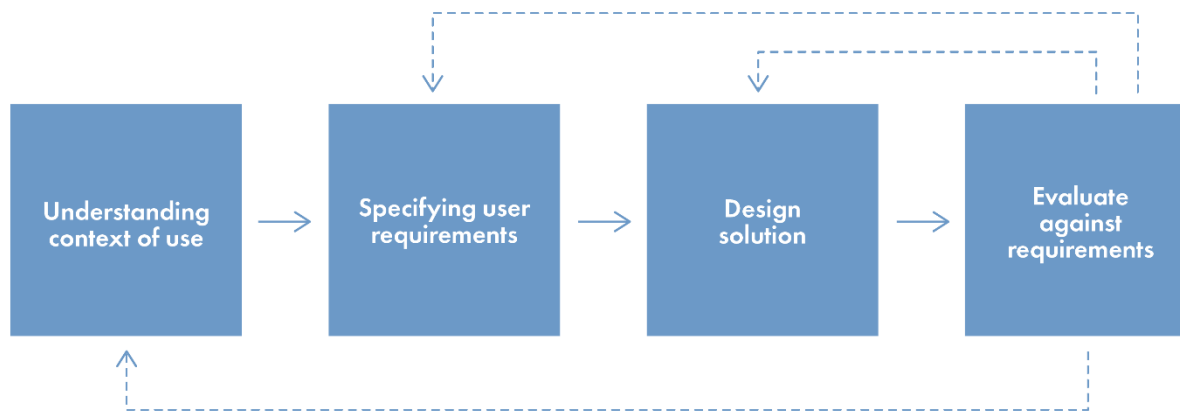 Understanding
context of use
Specifying user
requirements
Design
solution
Evaluate
against
requirements